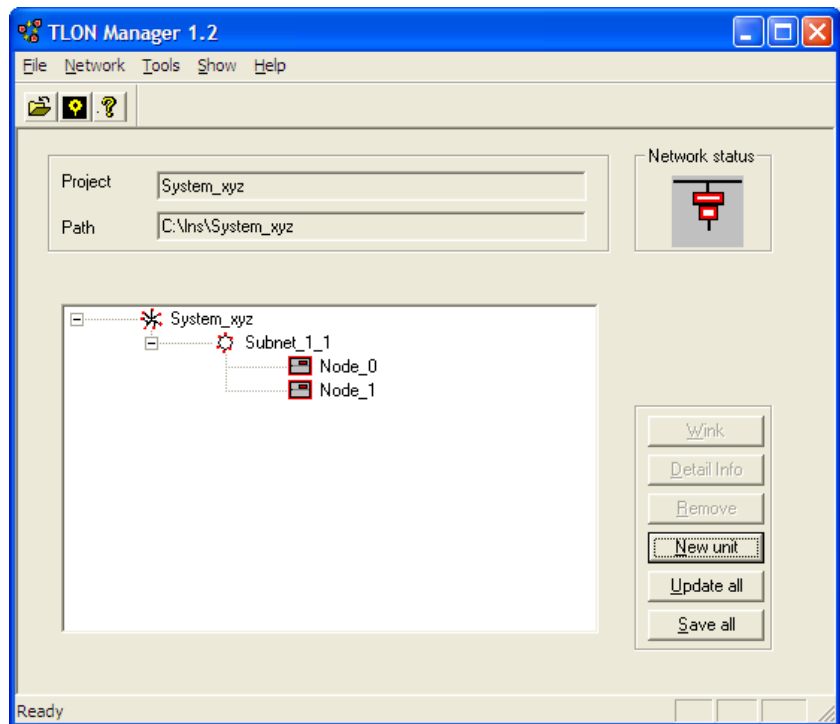 TLON Manager 1.2
File Network Tools Show Help
Project System_xyz
Network status
Path C:\lns\System_xyz
System_xyz
Subnet_1_1
Node_0
Node_1
Wink
Detail Info
Remove
New unit
Update all
Save all
Ready